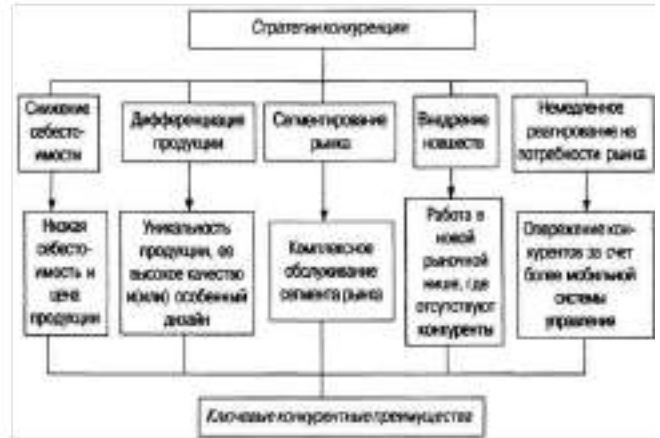 Стратегии конкуренции
Снижение
себесто-
имости
Дифференциация
продукции
Сегментирование
рынка
Внедрение
новшеств
Немедленное
реагирование на
потребности рынка
Низкая
себесто-
имость и
цена
продукции
Уникальность
продукции, ее
высокое качество
и(или) особенный
дизайн
Комплексное
обслуживание
сегмента рынка
Работа в
новой
рыночной
нише, где
отсутствуют
конкуренты
Опережение кон-
курентов за счет
более мобильной
системы
управления
Ключевые конкурентные преимущества